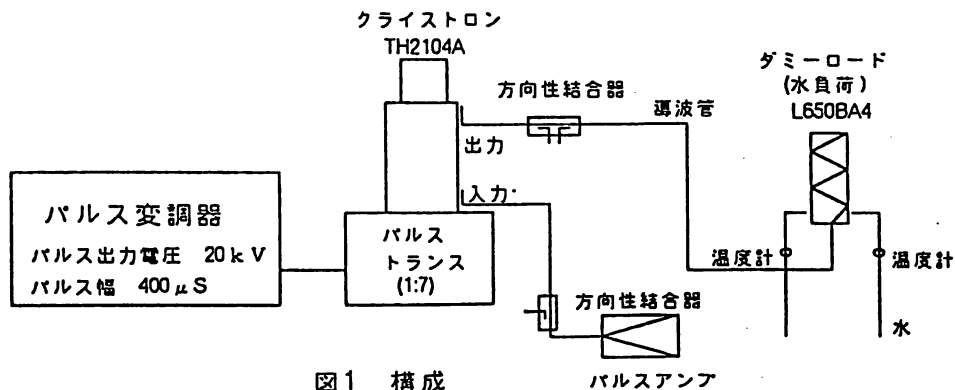 クライストロン
TH2104A
方向性結合器
導波管
ダミーロード
(水負荷)
L650BA4
出力
入力
パルス変調器
パルス出力電圧 20kV
パルス幅 400μS
パルス
トランス
(1:7)
温度計
温度計
方向性結合器
水
図1 構成
パルスアンプ